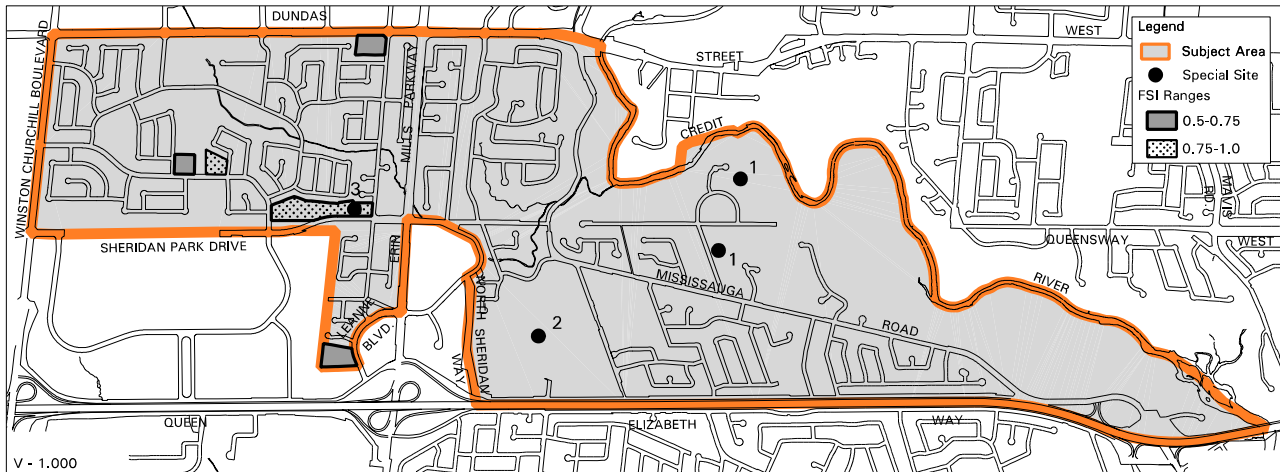 DUNDAS
STREET
WEST
WINSTON CHURCHILL BOULEVARD
MILLS PARKWAY
ERIN
CREDIT
RIVER
1
1
2
3
SHERIDAN PARK DRIVE
LEANNE
BLVD.
NORTH SHERIDAN
WAY
MISSISSAUGA
ROAD
QUEENSWAY
WEST
MAVIS
RD.
QUEEN
ELIZABETH
WAY
Legend
Subject Area
Special Site
FSI Ranges
0.5-0.75
0.75-1.0
V - 1.000